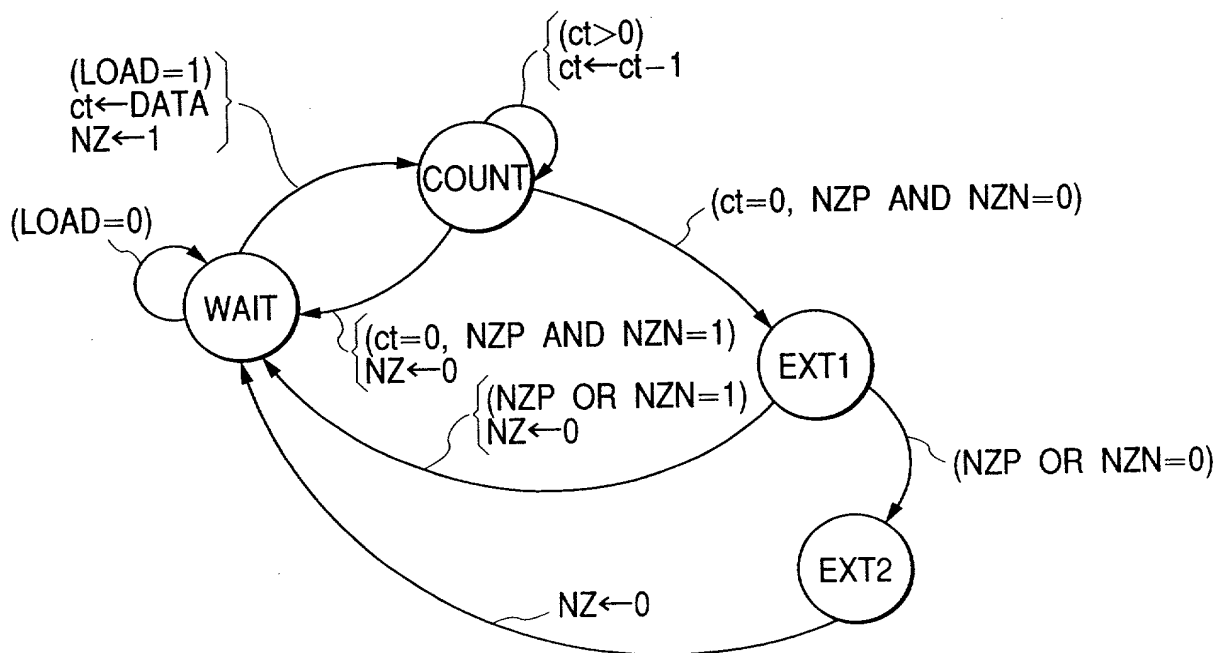 (ct>0)
ct←ct−1
(LOAD=1)
ct←DATA
NZ←1
COUNT
(ct=0, NZP AND NZN=0)
(LOAD=0)
WAIT
(ct=0, NZP AND NZN=1)
NZ←0
EXT1
(NZP OR NZN=1)
NZ←0
(NZP OR NZN=0)
EXT2
NZ←0